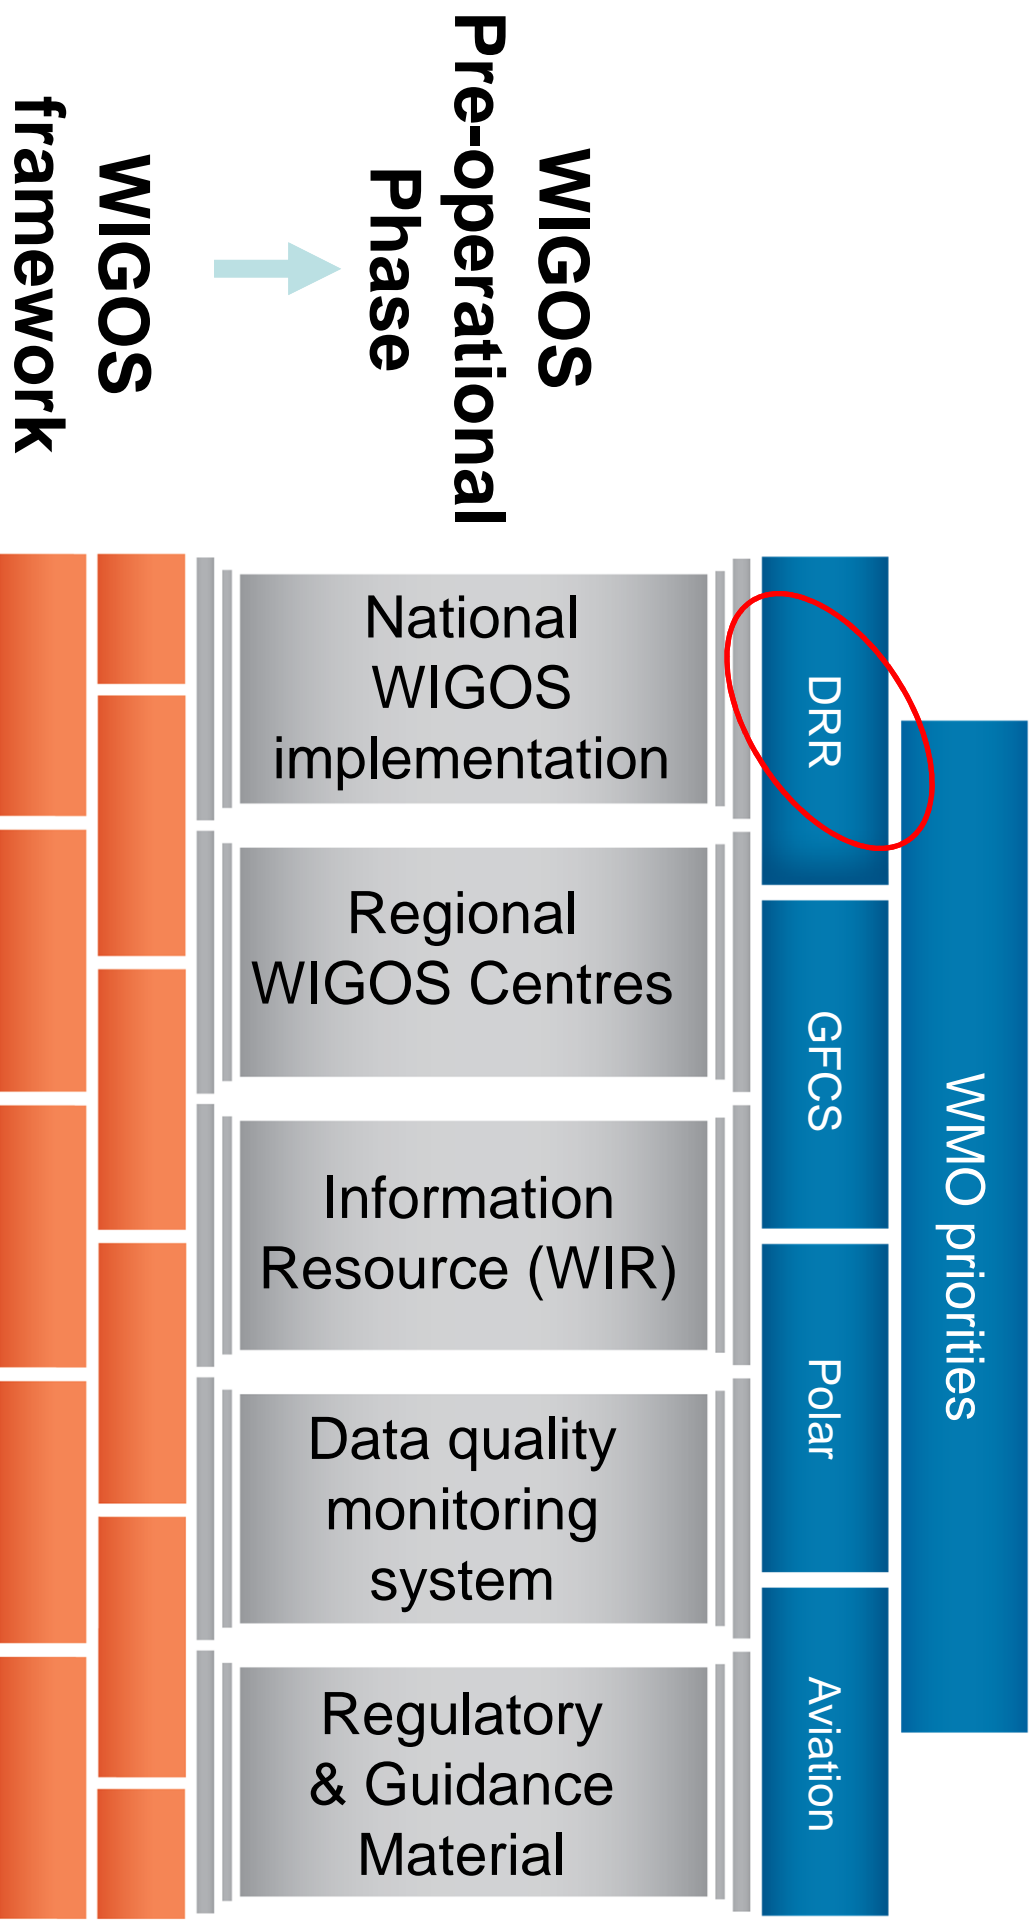 WMO priorities
DRR
GFCS
Polar
Aviation
WIGOS
Pre-operational
Phase
National
WIGOS
implementation
Regional
WIGOS Centres
Information
Resource (WIR)
Data quality
monitoring
system
Regulatory
& Guidance
Material
WIGOS
framework